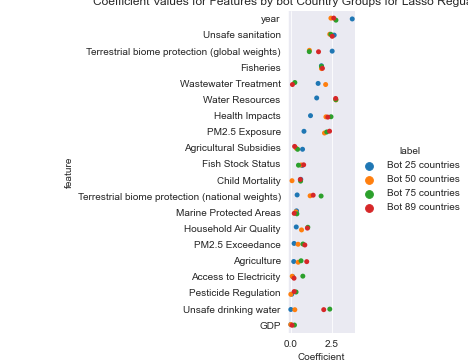 Coefficient Values for Features by bot Country Groups for Lasso
year
Unsafe sanitation
Terrestrial biome protection (global weights)
Fisheries
Wastewater Treatment
Water Resources
Health Impacts
PM2.5 Exposure
Agricultural Subsidies
Fish Stock Status
Child Mortality
Terrestrial biome protection (national weights)
Marine Protected Areas
Household Air Quality
PM2.5 Exceedance
Agriculture
Access to Electricity
Pesticide Regulation
Unsafe drinking water
GDP
feature
0.0 2.5
Coefficient
label
Bot 25 countries
Bot 50 countries
Bot 75 countries
Bot 89 countries